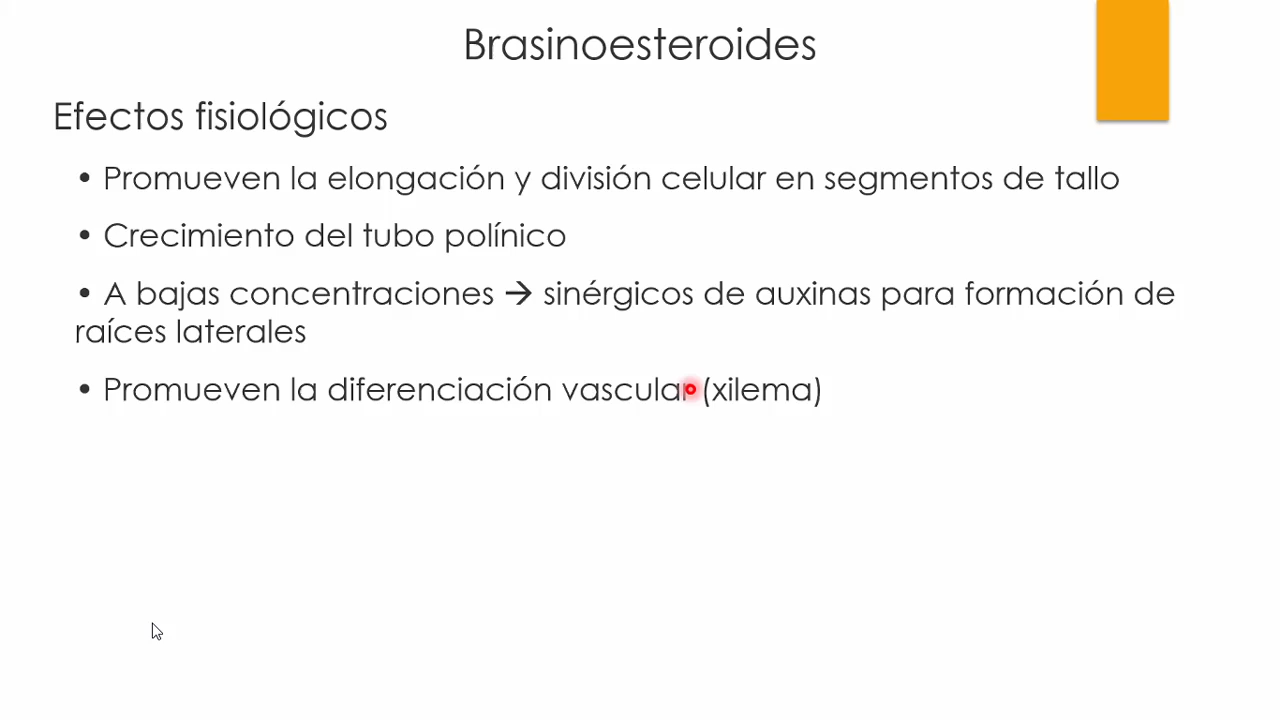 Brasinoesteroides
Efectos fisiológicos
• Promueven la elongación y división celular en segmentos de tallo
• Crecimiento del tubo polínico
• A bajas concentraciones → sinérgicos de auxinas para formación de
raíces laterales
• Promueven la diferenciación vascular (xilema)